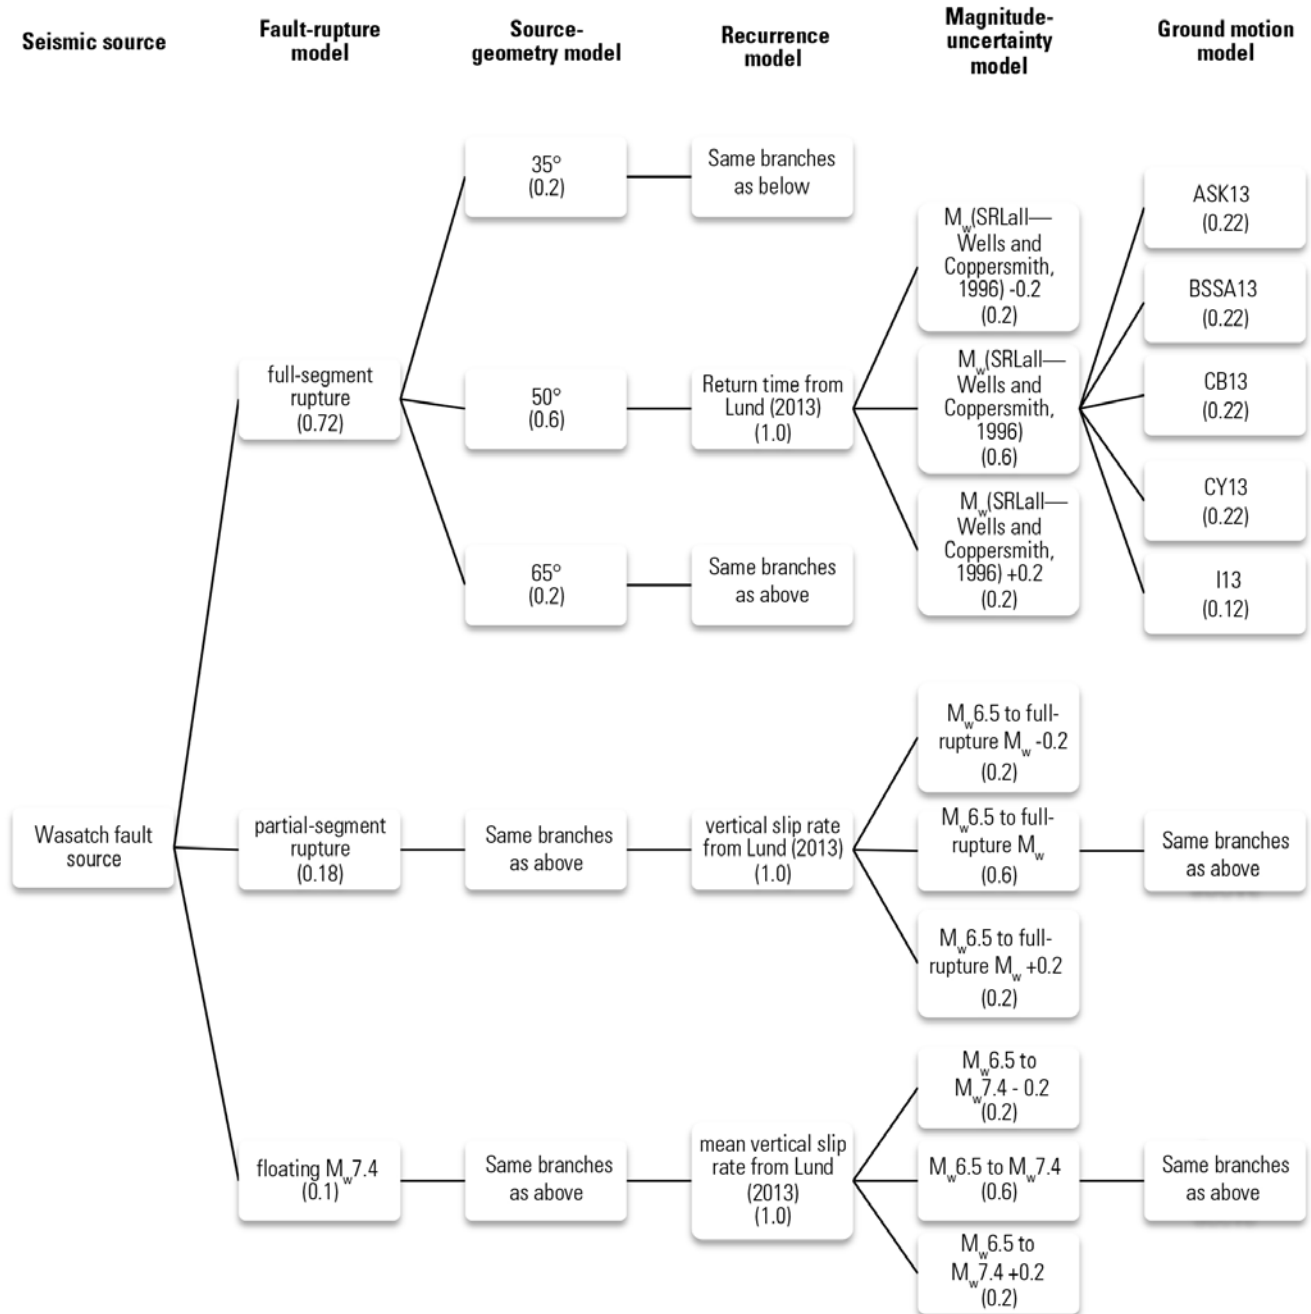 Seismic source
Fault-rupture
model
Source-
geometry model
Recurrence
model
Magnitude-
uncertainty
model
Ground motion
model
35°
(0.2)
Same branches
as below
full-segment
rupture
(0.72)
50°
(0.6)
Return time from
Lund (2013)
(1.0)
65°
(0.2)
Same branches
as above
Mw(SRLall—
Wells and
Coppersmith,
1996) -0.2
(0.2)
Mw(SRLall—
Wells and
Coppersmith,
1996)
(0.6)
Mw(SRLall—
Wells and
Coppersmith,
1996) +0.2
(0.2)
ASK13
(0.22)
BSSA13
(0.22)
CB13
(0.22)
CY13
(0.22)
I13
(0.12)
Wasatch fault
source
partial-segment
rupture
(0.18)
Same branches
as above
vertical slip rate
from Lund (2013)
(1.0)
Mw6.5 to full-
rupture Mw -0.2
(0.2)
Mw6.5 to full-
rupture Mw
(0.6)
Mw6.5 to full-
rupture Mw +0.2
(0.2)
Same branches
as above
floating Mw7.4
(0.1)
Same branches
as above
mean vertical slip
rate from Lund
(2013)
(1.0)
Mw6.5 to
Mw7.4 - 0.2
(0.2)
Mw6.5 to Mw7.4
(0.6)
Mw6.5 to
Mw7.4 +0.2
(0.2)
Same branches
as above